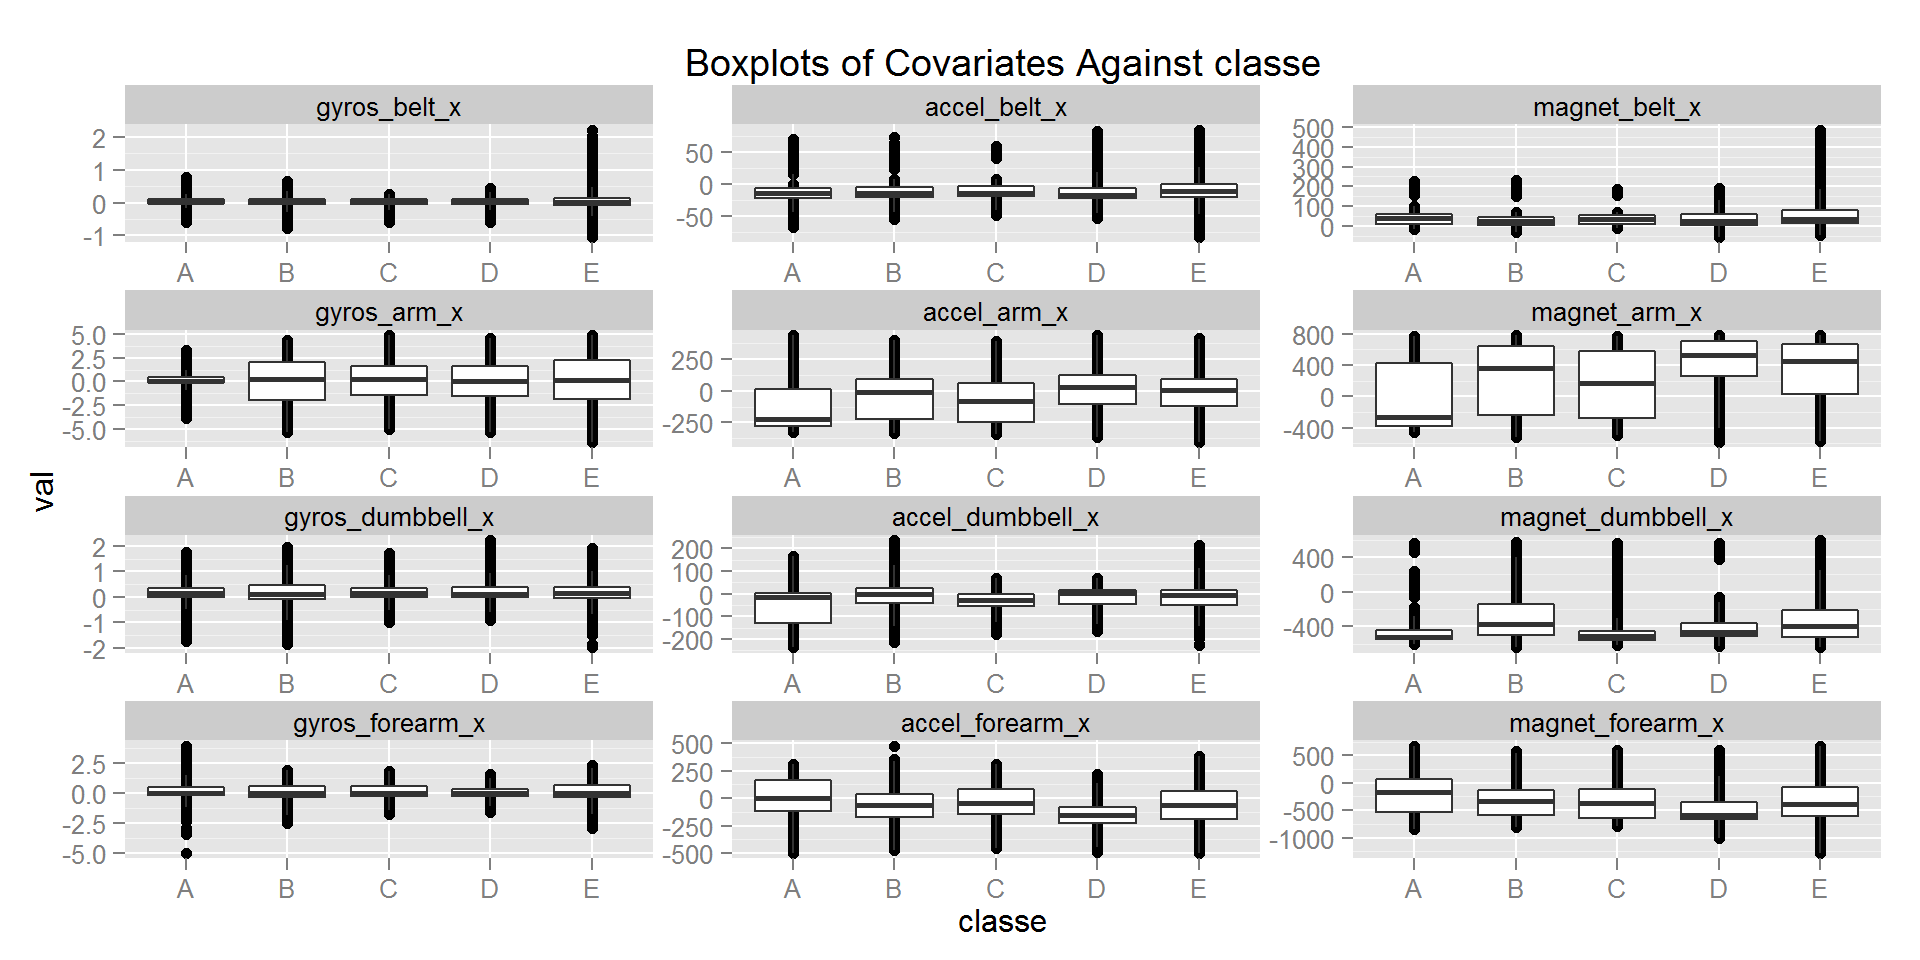 Boxplots of Covariates Against classe
gyros_belt_x
accel_belt_x
magnet_belt_x
2
1
0
-1
50
0
-50
500
400
300
200
100
0
A B C D E
A B C D E
A B C D E
gyros_arm_x
accel_arm_x
magnet_arm_x
5.0
2.5
0.0
-2.5
-5.0
250
0
-250
800
400
0
-400
A B C D E
A B C D E
A B C D E
val
gyros_dumbbell_x
accel_dumbbell_x
magnet_dumbbell_x
2
1
0
-1
-2
200
100
0
-100
-200
400
0
-400
A B C D E
A B C D E
A B C D E
gyros_forearm_x
accel_forearm_x
magnet_forearm_x
2.5
0.0
-2.5
-5.0
500
250
0
-250
-500
500
0
-500
-1000
A B C D E
A B C D E
A B C D E
classe